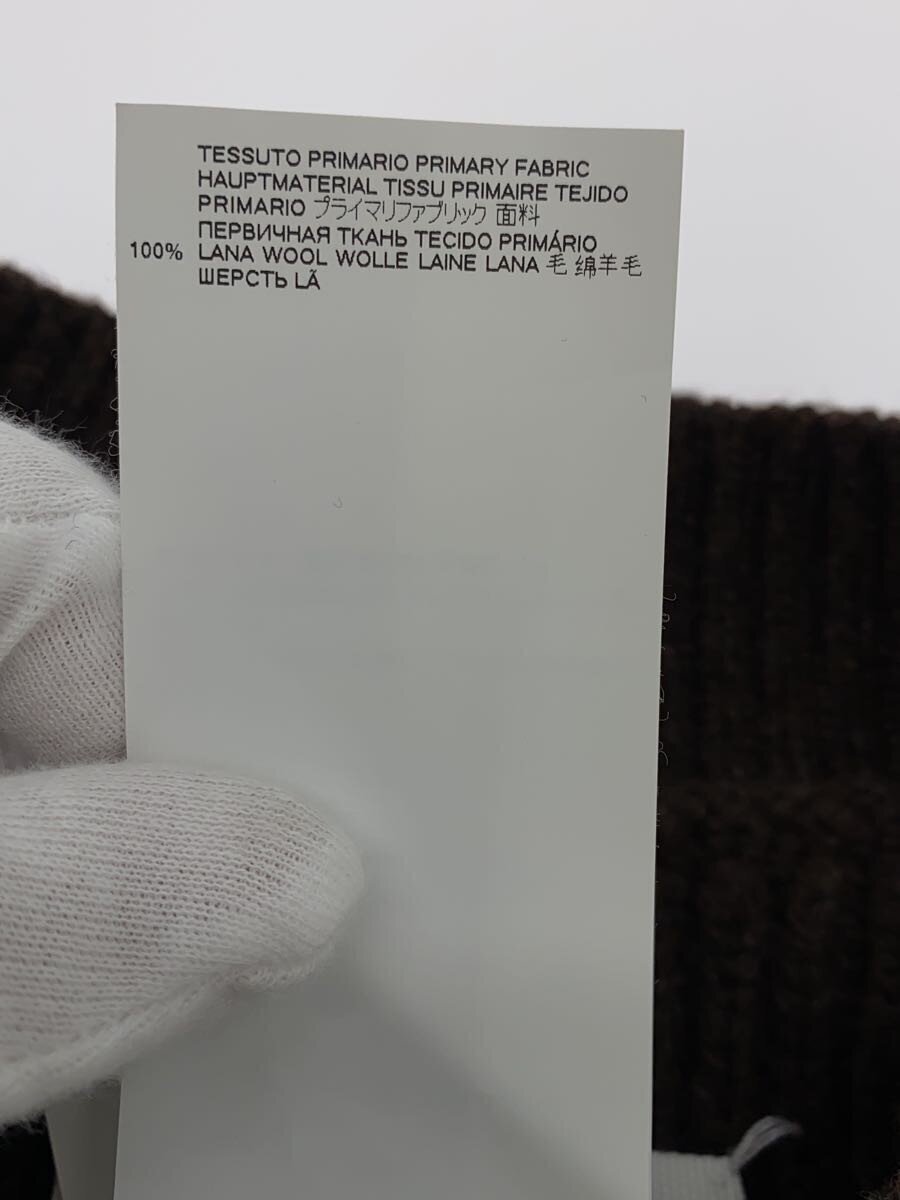 TESSUTO PRIMARIO PRIMARY FABRIC
HAUPTMATERIAL TISSU PRIMAIRE TEJIDO
PRIMARIO プライマリファブリック 面料
ПЕРВИЧНАЯ ТКАНЬ TECIDO PRIMÁRIO
100% LANA WOOL WOLLE LAINE LANA 毛 绵羊毛
ШЕРСТЬ LÃ